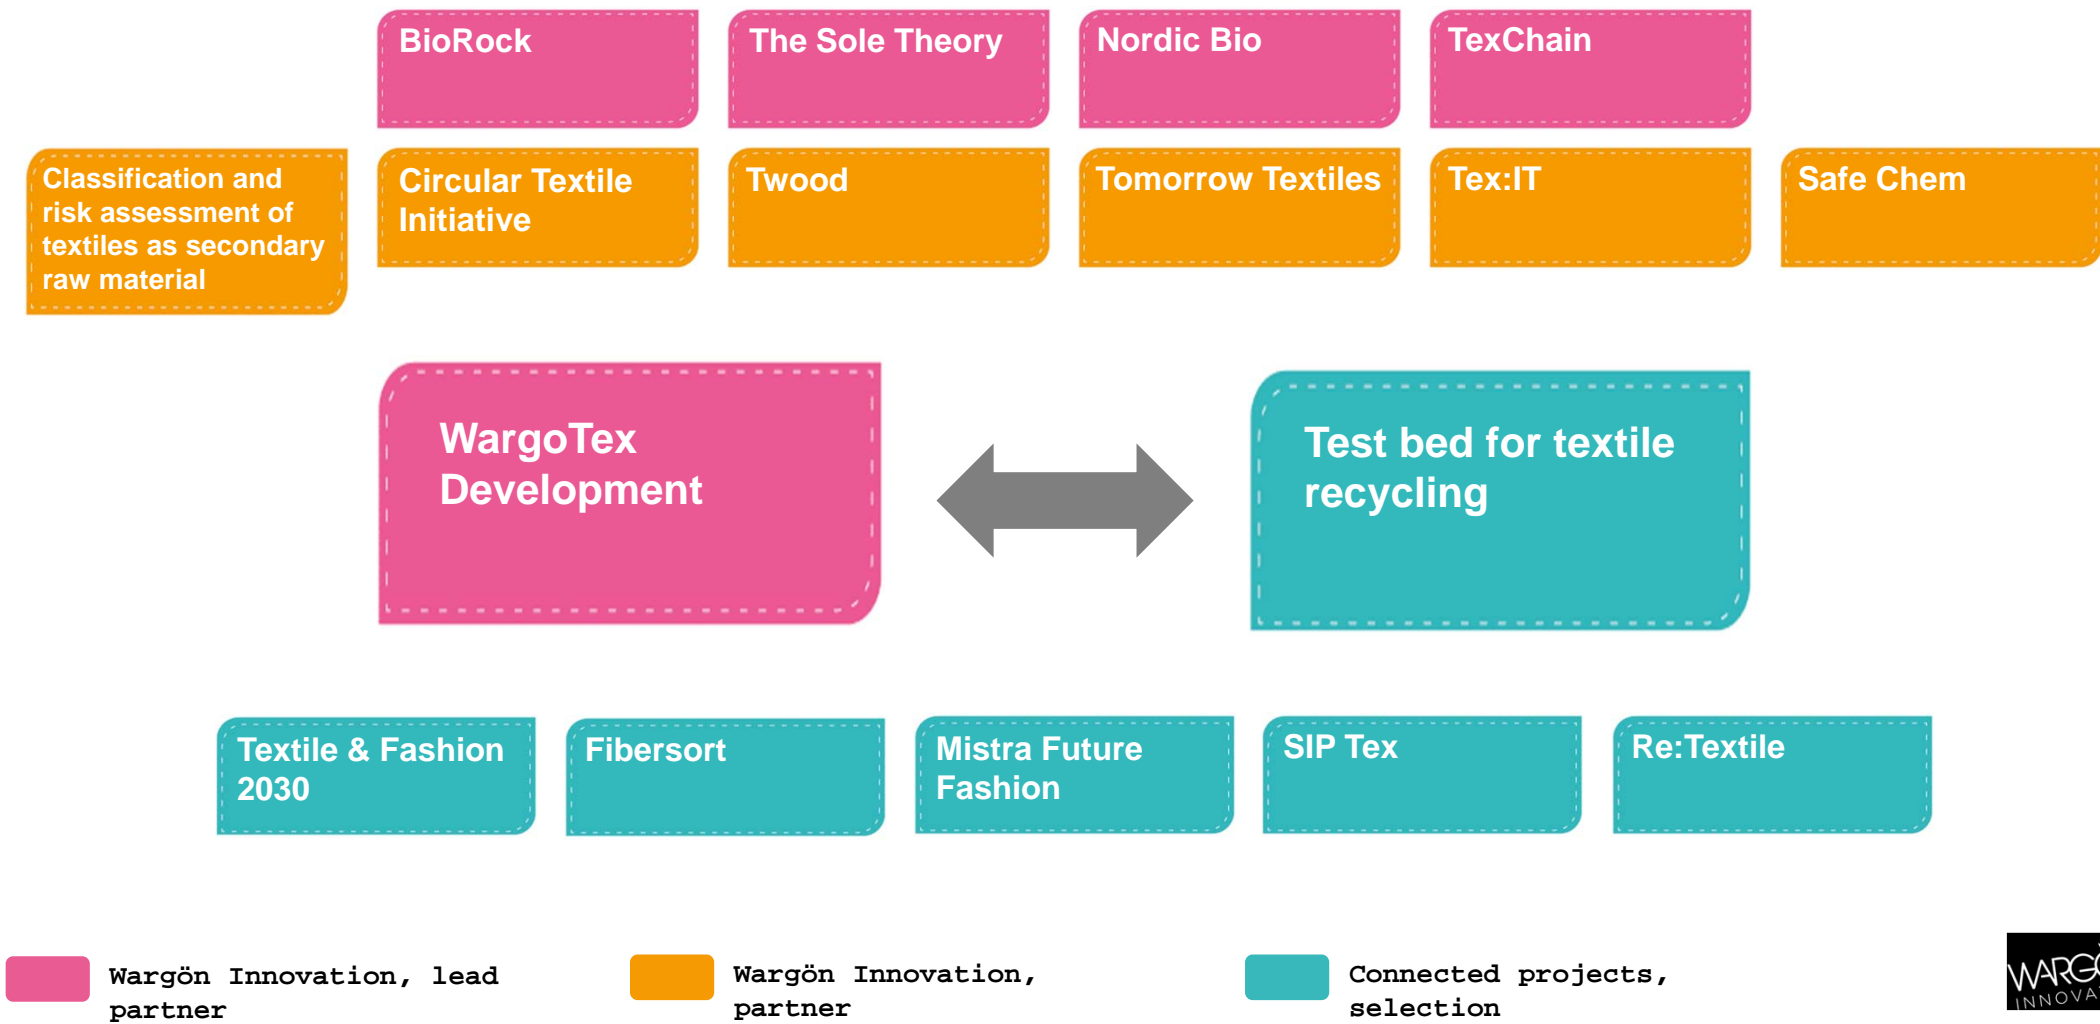 BioRock
The Sole Theory
Nordic Bio
TexChain
Classification and
risk assessment of
textiles as secondary
raw material
Circular Textile
Initiative
Twood
Tomorrow Textiles
Tex:IT
Safe Chem
WargoTex
Development
Test bed for textile
recycling
Textile & Fashion
2030
Fibersort
Mistra Future
Fashion
SIP Tex
Re:Textile
Wargön Innovation, lead
partner
Wargön Innovation,
partner
Connected projects,
selection